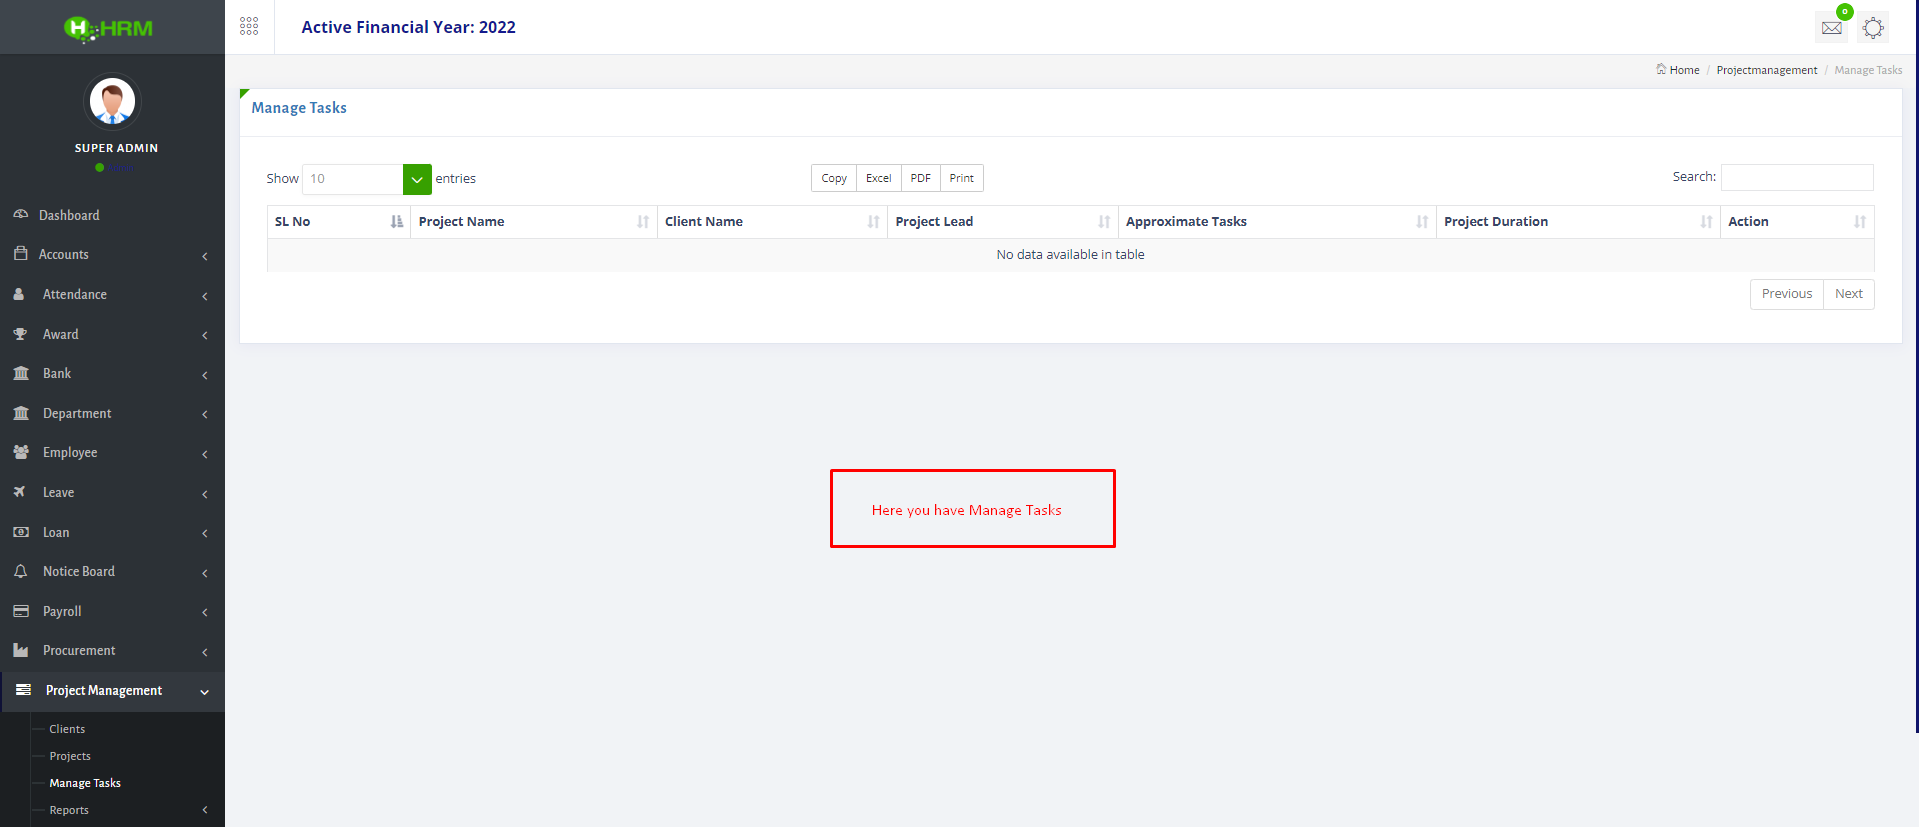 H HRM
Active Financial Year: 2022
0
Home / Projectmanagement / Manage Tasks
SUPER ADMIN
Manage Tasks
Show 10 entries
Copy Excel PDF Print
Search:
SL No Project Name Client Name Project Lead Approximate Tasks Project Duration Action
No data available in table
Previous Next
Here you have Manage Tasks
Dashboard
Accounts
Attendance
Award
Bank
Department
Employee
Leave
Loan
Notice Board
Payroll
Procurement
Project Management
Clients
Projects
Manage Tasks
Reports